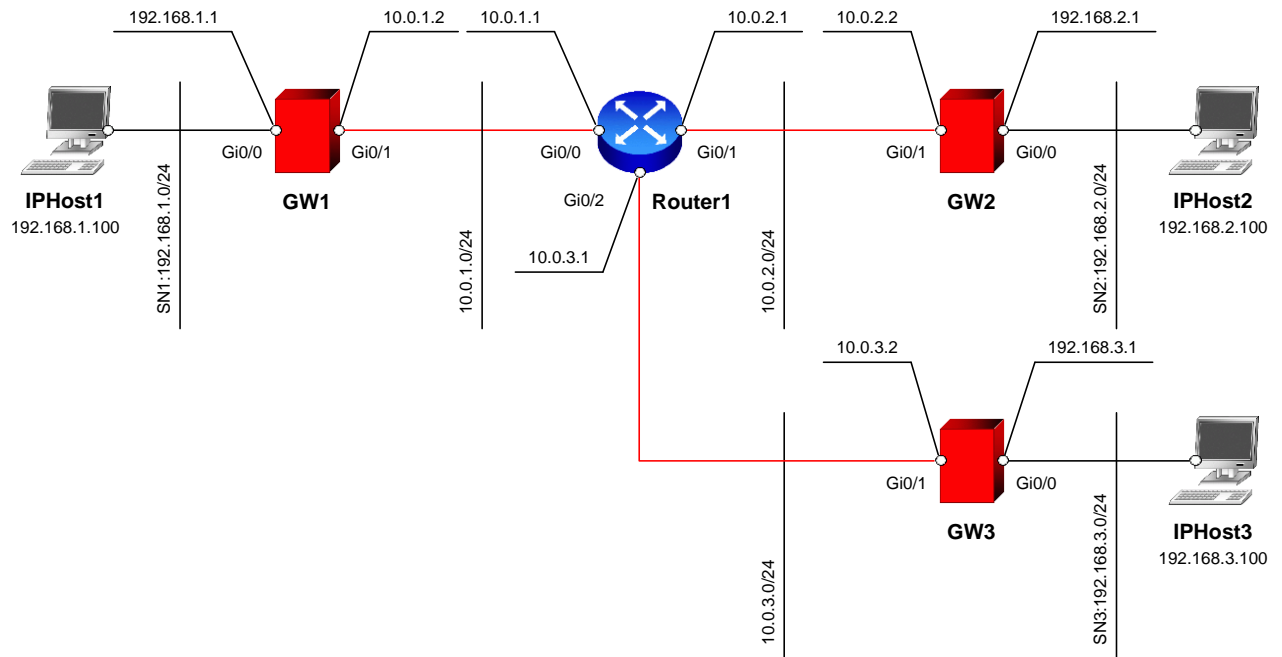 192.168.1.1
10.0.1.2
10.0.1.1
10.0.2.1
10.0.2.2
192.168.2.1
Gi0/0
Gi0/1
Gi0/0
Gi0/1
Gi0/1
Gi0/0
IPHost1
192.168.1.100
GW1
Gi0/2
Router1
GW2
IPHost2
192.168.2.100
SN1:192.168.1.0/24
10.0.1.0/24
10.0.3.1
10.0.2.0/24
SN2:192.168.2.0/24
10.0.3.2
192.168.3.1
Gi0/1
Gi0/0
GW3
IPHost3
192.168.3.100
10.0.3.0/24
SN3:192.168.3.0/24